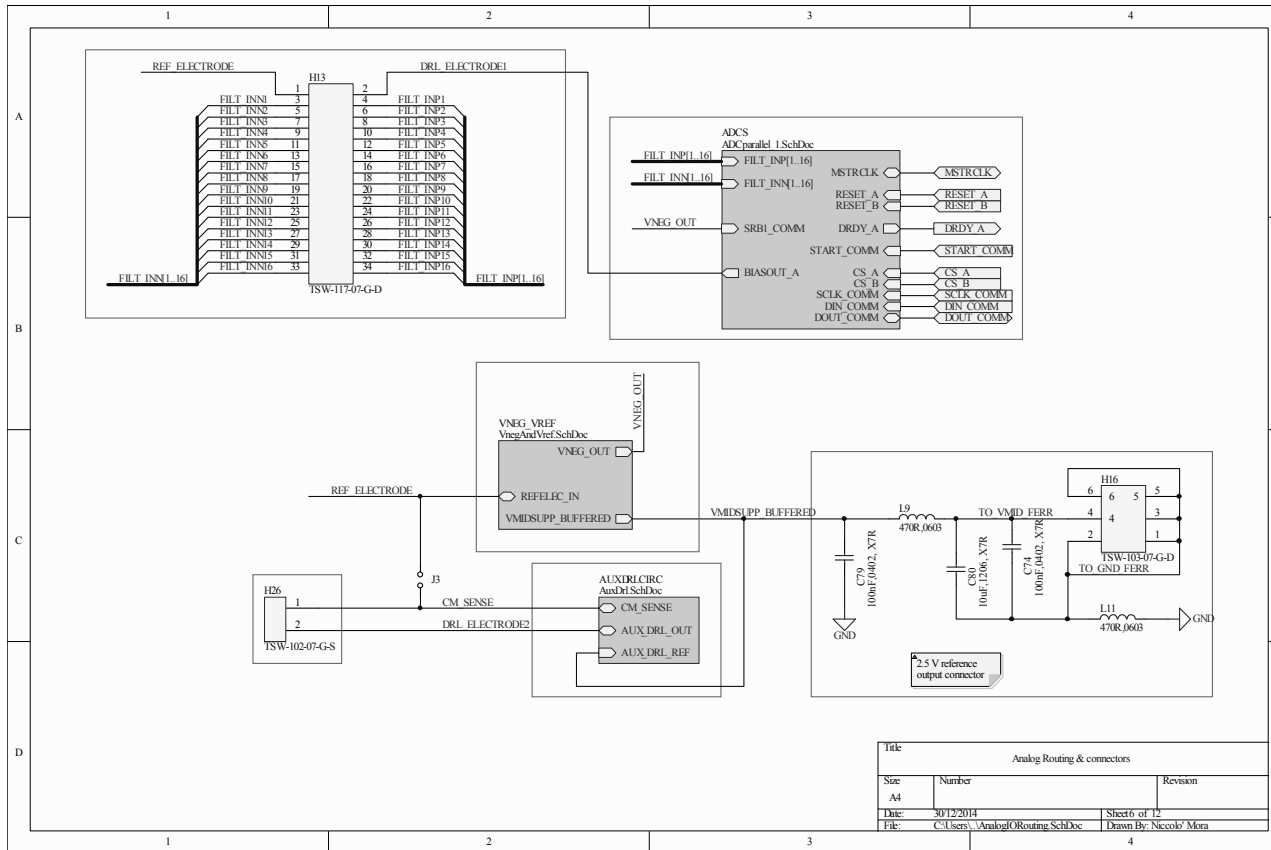 1 2 3 4
A
B
C
D
REF_ELECTRODE
DRL_ELECTRODE1
H13
1 2
FILT_INN1 3 4 FILT_INP1
FILT_INN2 5 6 FILT_INP2
FILT_INN3 7 8 FILT_INP3
FILT_INN4 9 10 FILT_INP4
FILT_INN5 11 12 FILT_INP5
FILT_INN6 13 14 FILT_INP6
FILT_INN7 15 16 FILT_INP7
FILT_INN8 17 18 FILT_INP8
FILT_INN9 19 20 FILT_INP9
FILT_INN10 21 22 FILT_INP10
FILT_INN11 23 24 FILT_INP11
FILT_INN12 25 26 FILT_INP12
FILT_INN13 27 28 FILT_INP13
FILT_INN14 29 30 FILT_INP14
FILT_INN15 31 32 FILT_INP15
FILT_INN16 33 34 FILT_INP16
FILT_INN[1..16]
FILT_INP[1..16]
TSW-117-07-G-D
ADCS
ADCparallel_1.SchDoc
FILT_INP[1..16] FILT_INP[1..16]
FILT_INN[1..16] FILT_INN[1..16]
VNEG_OUT SRB1_COMM
BIASOUT_A
MSTRCLK MSTRCLK
RESET_A RESET_A
RESET_B RESET_B
DRDY_A DRDY_A
START_COMM START_COMM
CS_A CS_A
CS_B CS_B
SCLK_COMM SCLK_COMM
DIN_COMM DIN_COMM
DOUT_COMM DOUT_COMM
VNEG_VREF
VnegAndVref.SchDoc
VNEG_OUT
VNEG_OUT
REF_ELECTRODE
REFELEC_IN
VMIDSUPP_BUFFERED
VMIDSUPP_BUFFERED
J3
H26
1
2
TSW-102-07-G-S
CM_SENSE
DRL_ELECTRODE2
AUXDRLCIRC
AuxDrl.SchDoc
CM_SENSE
AUX_DRL_OUT
AUX_DRL_REF
C79
100nF,0402, X7R
GND
L9
470R,0603
C80
10uF,1206, X7R
C74
100nF,0402, X7R
TO_VMID_FERR
H16
6 6 5 5
4 4 3
2 1
TSW-103-07-G-D
TO_GND_FERR
L11
470R,0603
GND
2.5 V reference
output connector
Title
Analog Routing & connectors
Size Number Revision
A4
Date: 30/12/2014 Sheet6 of 12
File: C:\Users\..\AnalogIORouting.SchDoc Drawn By: Niccolo' Mora
1 2 3 4
A
B
C
D